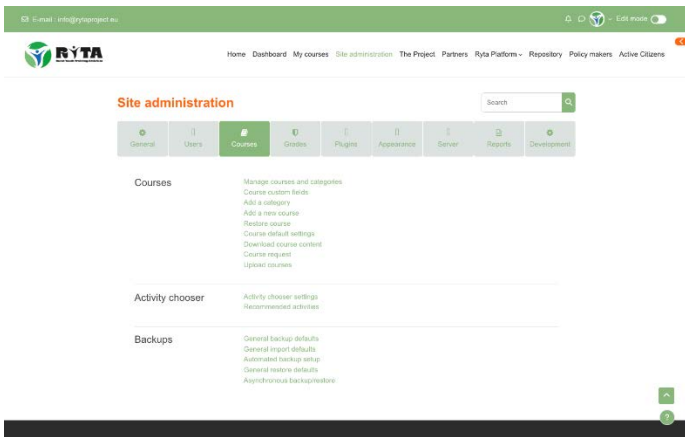 E-mail : info@rytaproject.eu
Edit mode
RYTA
Home Dashboard My courses Site administration The Project Partners Ryta Platform Repository Policy makers Active Citizens
Site administration
Search
General Users Courses Grades Plugins Appearance Server Reports Development
Courses
Manage courses and categories
Course custom fields
Add a category
Add a new course
Restore course
Course default settings
Download course content
Course request
Upload courses
Activity chooser
Activity chooser settings
Recommended activities
Backups
General backup defaults
General import defaults
Automated backup setup
General restore defaults
Asynchronous backup/restore
?